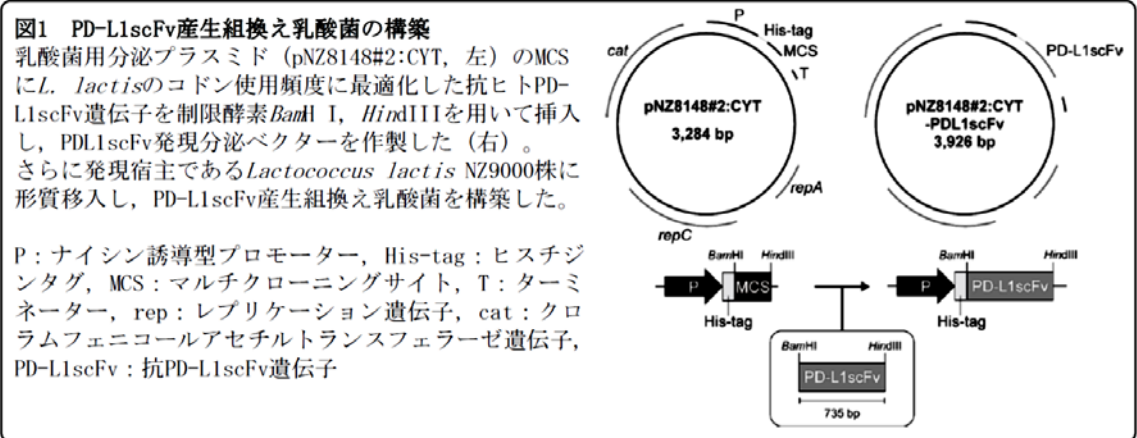 図1 PD-L1scFv産生組換え乳酸菌の構築
乳酸菌用分泌プラスミド（pNZ8148#2:CYT, 左）のMCS
にL. lactisのコドン使用頻度に最適化した抗ヒトPD-
L1scFv遺伝子を制限酵素BamH I, HindIIIを用いて挿入
し, PDL1scFv発現分泌ベクターを作製した（右）。
さらに発現宿主であるLactococcus lactis NZ9000株に
形質移入し, PD-L1scFv産生組換え乳酸菌を構築した。
P：ナイシン誘導型プロモーター, His-tag：ヒスチジ
ンタグ, MCS：マルチクローニングサイト, T：ターミ
ネーター, rep：レプリケーション遺伝子, cat：クロ
ラムフェニコールアセチルトランスフェラーゼ遺伝子,
PD-L1scFv：抗PD-L1scFv遺伝子
P
His-tag
MCS
T
cat
pNZ8148#2:CYT
3,284 bp
repA
repC
PD-L1scFv
pNZ8148#2:CYT
-PDL1scFv
3,926 bp
BamHI HindIII
P MCS
His-tag
BamHI HindIII
P PD-L1scFv
His-tag
BamHI HindIII
PD-L1scFv
735 bp